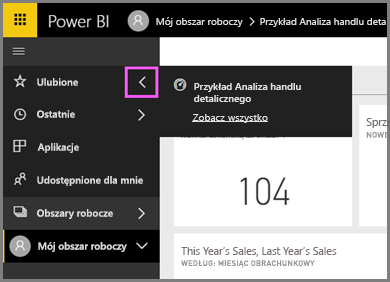 Power BI
Mój obszar roboczy > Przykład Analiza handlu deta
Ulubione
Przykład Analiza handlu
detalicznego
Zobacz wszystko
Ostatnie
Aplikacje
Udostępnione dla mnie
Obszary robocze
Mój obszar roboczy
104
Sprz
NOWE
This Year's Sales, Last Year's Sales
WEDŁUG: MIESIĄC OBRACHUNKOWY